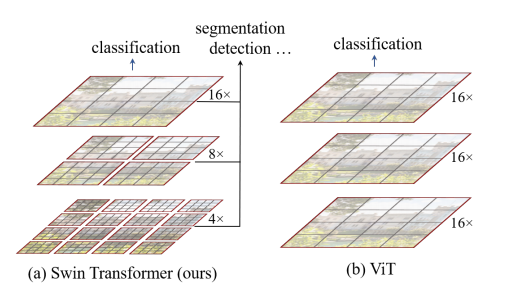 segmentation
classification
detection ...
classification
16×
8×
4×
16×
16×
16×
(a) Swin Transformer (ours)
(b) ViT